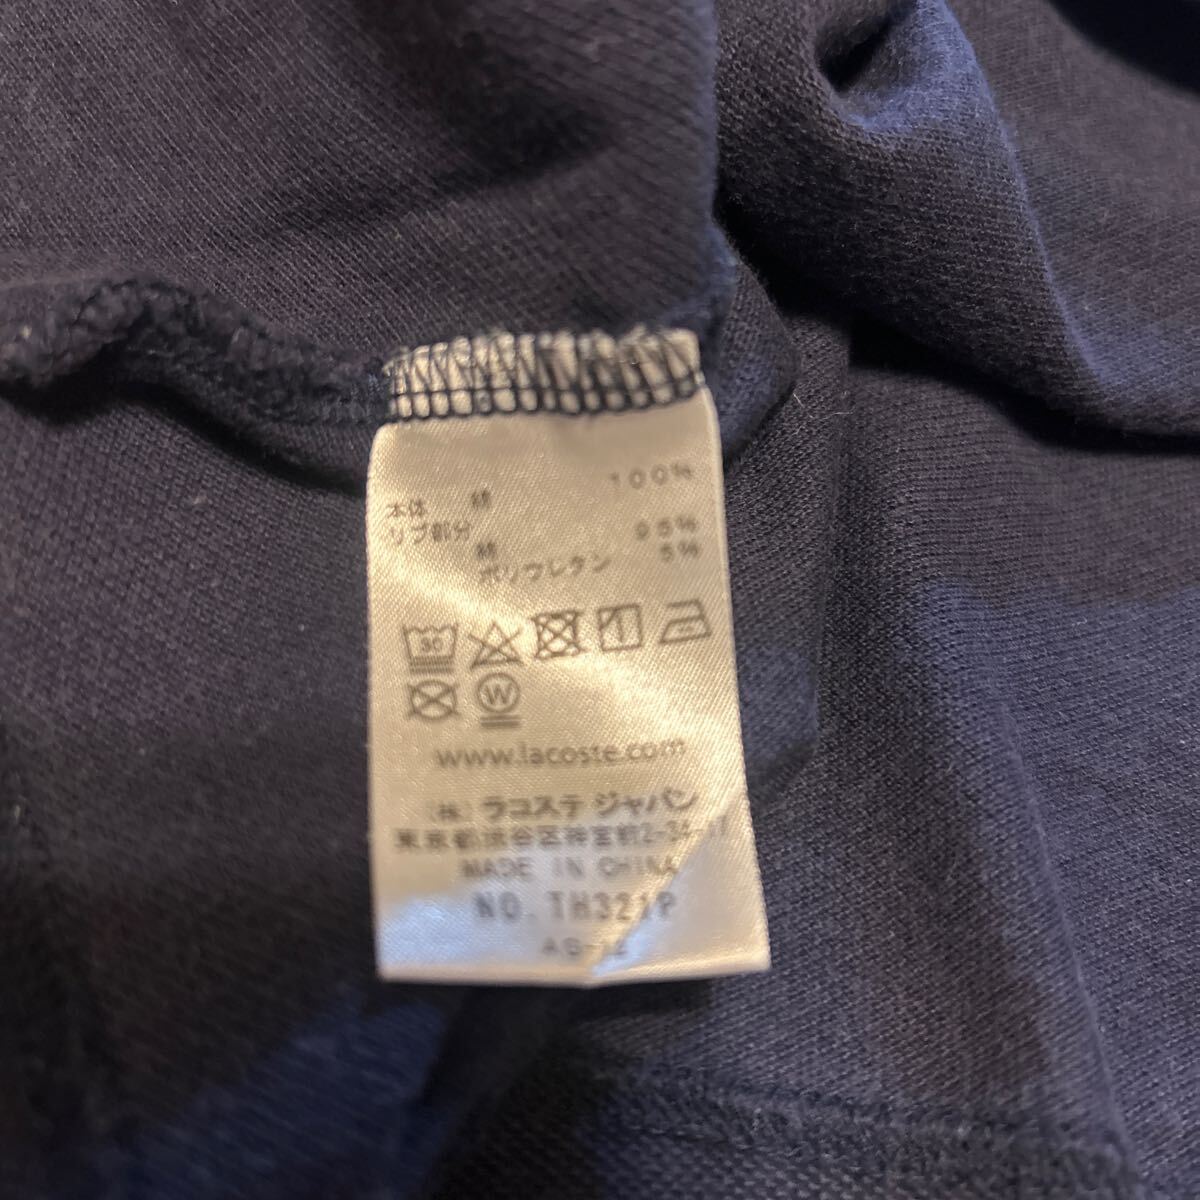 本体 綿 100%
リブ部分
綿 95%
ポリウレタン 5%
30
1
W
www.lacoste.com
(株) ラコステ ジャパン
東京都渋谷区神宮前2-34-17
MADE IN CHINA
NO. TH321P